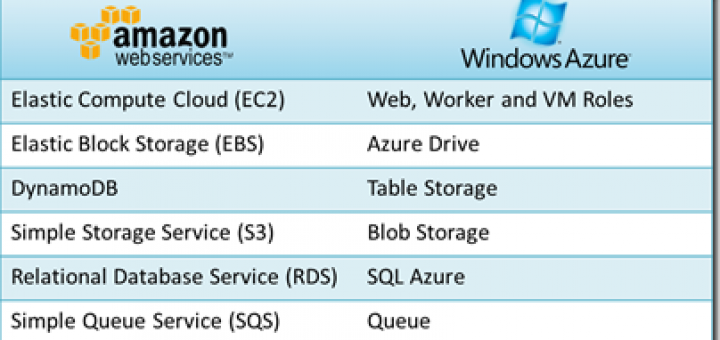 amazon
webservices™
Windows Azure
Elastic Compute Cloud (EC2) Web, Worker and VM Roles
Elastic Block Storage (EBS) Azure Drive
DynamoDB Table Storage
Simple Storage Service (S3) Blob Storage
Relational Database Service (RDS) SQL Azure
Simple Queue Service (SQS) Queue